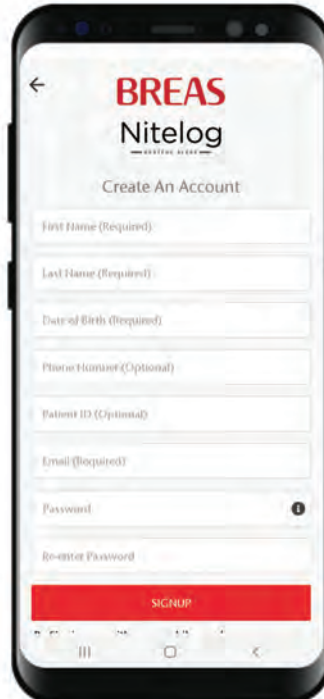 BREAS
Nitelog
Create An Account
First Name (Required)
Last Name (Required)
Date of Birth (Required)
Phone Number (Optional)
Patient ID (Optional)
Email (Required)
Password
Re-enter Password
SIGNUP